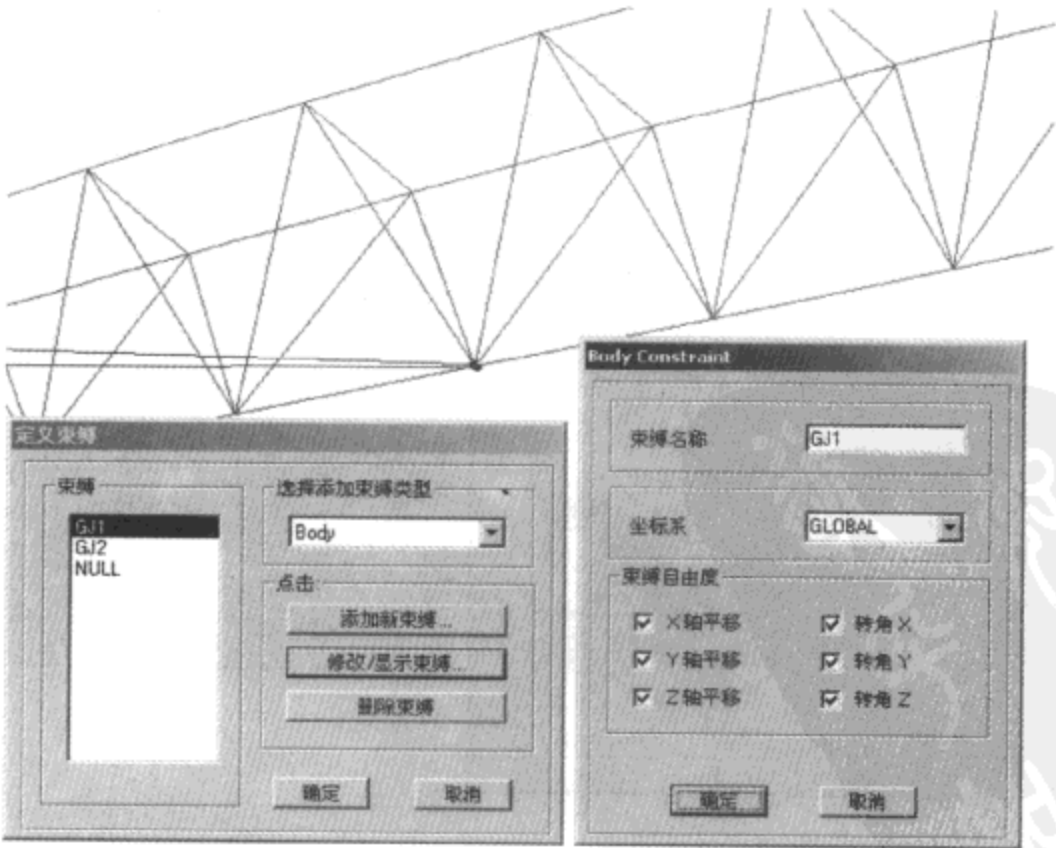 定义束缚
束缚
GJ1
GJ2
NULL
选择添加束缚类型
Body
点击:
添加新束缚...
修改/显示束缚...
删除束缚
确定
取消
Body Constraint
束缚名称
GJ1
坐标系
GLOBAL
束缚自由度
X轴平移
转角X
Y轴平移
转角Y
Z轴平移
转角Z
确定
取消